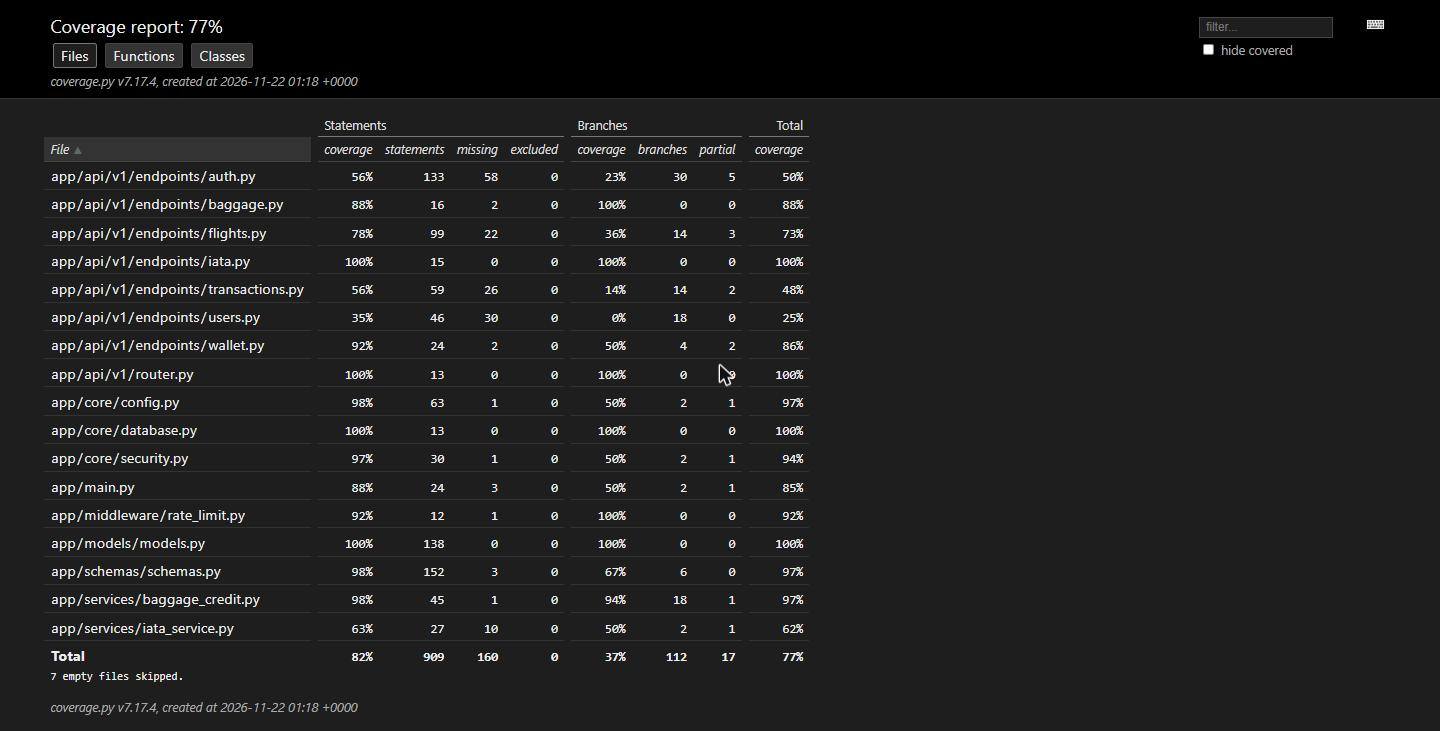 Coverage report: 77%
filter...
Files Functions Classes
hide covered
coverage.py v7.17.4, created at 2026-11-22 01:18 +0000
Statements Branches Total
File ▲ coverage statements missing excluded coverage branches partial coverage
app/api/v1/endpoints/auth.py 56% 133 58 0 23% 30 5 50%
app/api/v1/endpoints/baggage.py 88% 16 2 0 100% 0 0 88%
app/api/v1/endpoints/flights.py 78% 99 22 0 36% 14 3 73%
app/api/v1/endpoints/iata.py 100% 15 0 0 100% 0 0 100%
app/api/v1/endpoints/transactions.py 56% 59 26 0 14% 14 2 48%
app/api/v1/endpoints/users.py 35% 46 30 0 0% 18 0 25%
app/api/v1/endpoints/wallet.py 92% 24 2 0 50% 4 2 86%
app/api/v1/router.py 100% 13 0 0 100% 0 100%
app/core/config.py 98% 63 1 0 50% 2 1 97%
app/core/database.py 100% 13 0 0 100% 0 0 100%
app/core/security.py 97% 30 1 0 50% 2 1 94%
app/main.py 88% 24 3 0 50% 2 1 85%
app/middleware/rate_limit.py 92% 12 1 0 100% 0 0 92%
app/models/models.py 100% 138 0 0 100% 0 0 100%
app/schemas/schemas.py 98% 152 3 0 67% 6 0 97%
app/services/baggage_credit.py 98% 45 1 0 94% 18 1 97%
app/services/iata_service.py 63% 27 10 0 50% 2 1 62%
Total 82% 909 160 0 37% 112 17 77%
7 empty files skipped.
coverage.py v7.17.4, created at 2026-11-22 01:18 +0000